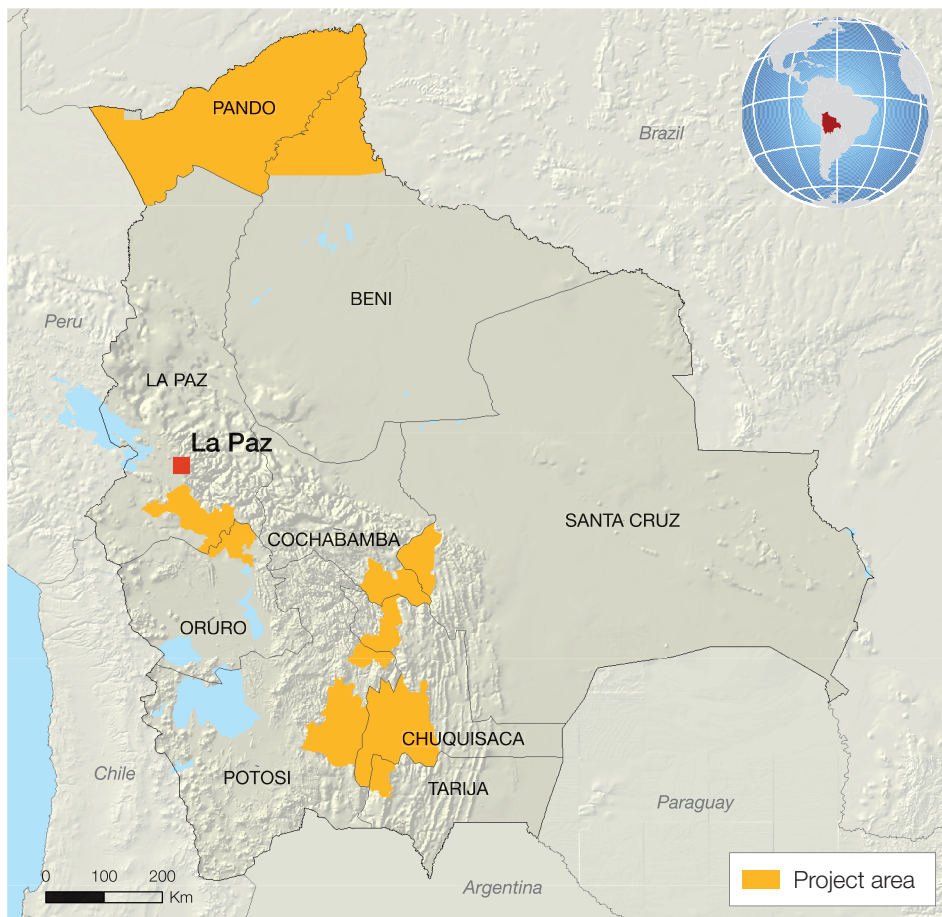 PANDO
Brazil
BENI
Peru
LA PAZ
La Paz
SANTA CRUZ
COCHABAMBA
ORURO
CHUQUISACA
Chile
POTOSI
TARIJA
Paraguay
0 100 200
Km
Argentina
Project area